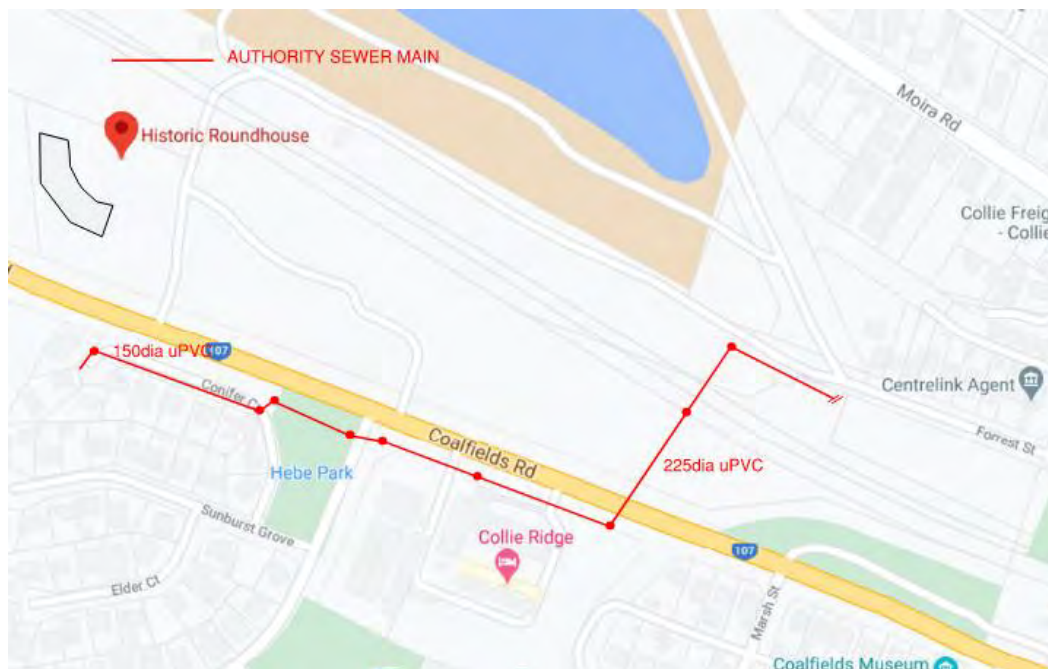 AUTHORITY SEWER MAIN
Moira Rd
Historic Roundhouse
Collie Freig
- Collie
150dia uPVC
107
Conifer C
Centrelink Agent
Forrest St
Coalfields Rd
225dia uPVC
Hebe Park
Sunburst Grove
Collie Ridge
107
Elder Ct
Marsh St
Coalfields Museum